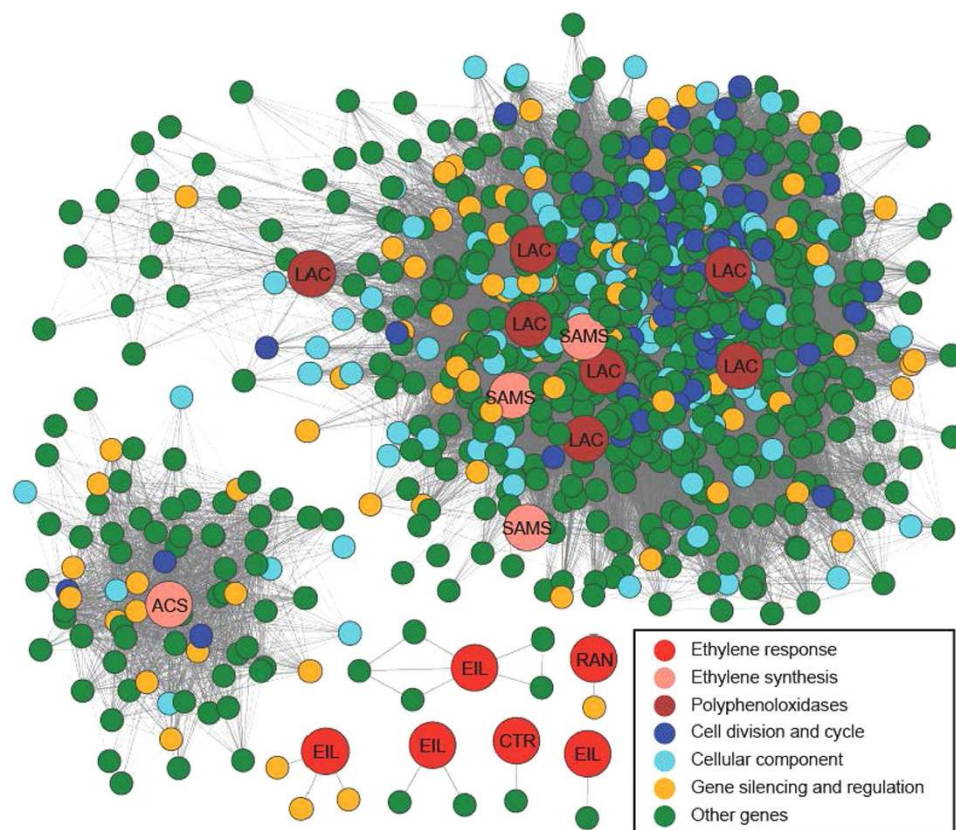 LAC
LAC
LAC
LAC
SAMS
LAC
LAC
SAMS
LAC
SAMS
ACS
EIL
RAN
EIL
EIL
CTR
EIL
Ethylene response
Ethylene synthesis
Polyphenoloxidases
Cell division and cycle
Cellular component
Gene silencing and regulation
Other genes